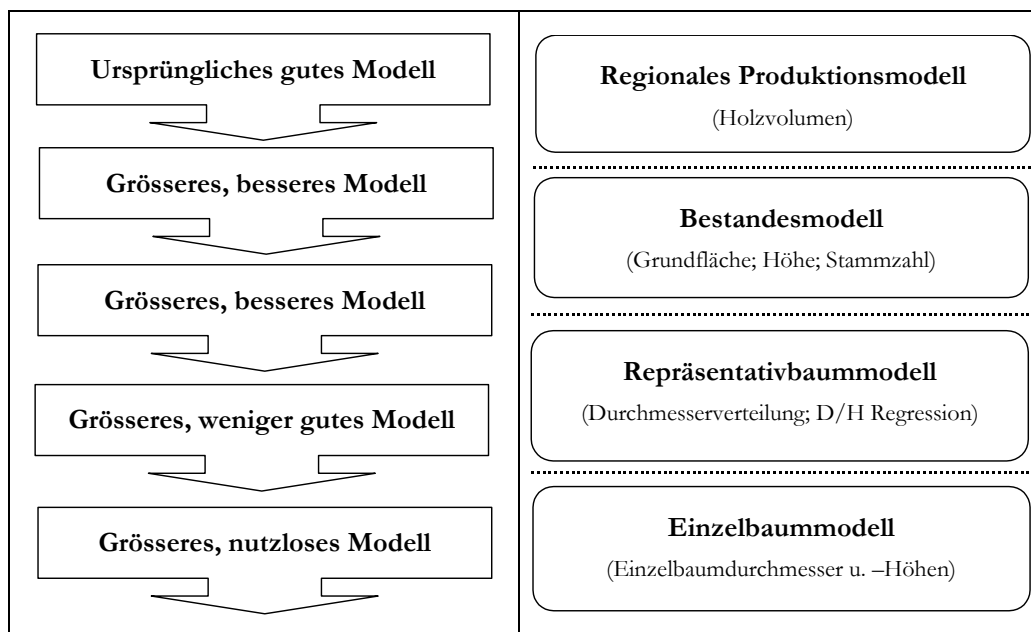 Ursprüngliches gutes Modell
Grösseres, besseres Modell
Grösseres, besseres Modell
Grösseres, weniger gutes Modell
Grösseres, nutzloses Modell
Regionales Produktionsmodell
(Holzvolumen)
Bestandesmodell
(Grundfläche; Höhe; Stammzahl)
Repräsentativbaummodell
(Durchmesserverteilung; D/H Regression)
Einzelbaummodell
(Einzelbaumdurchmesser u. –Höhen)